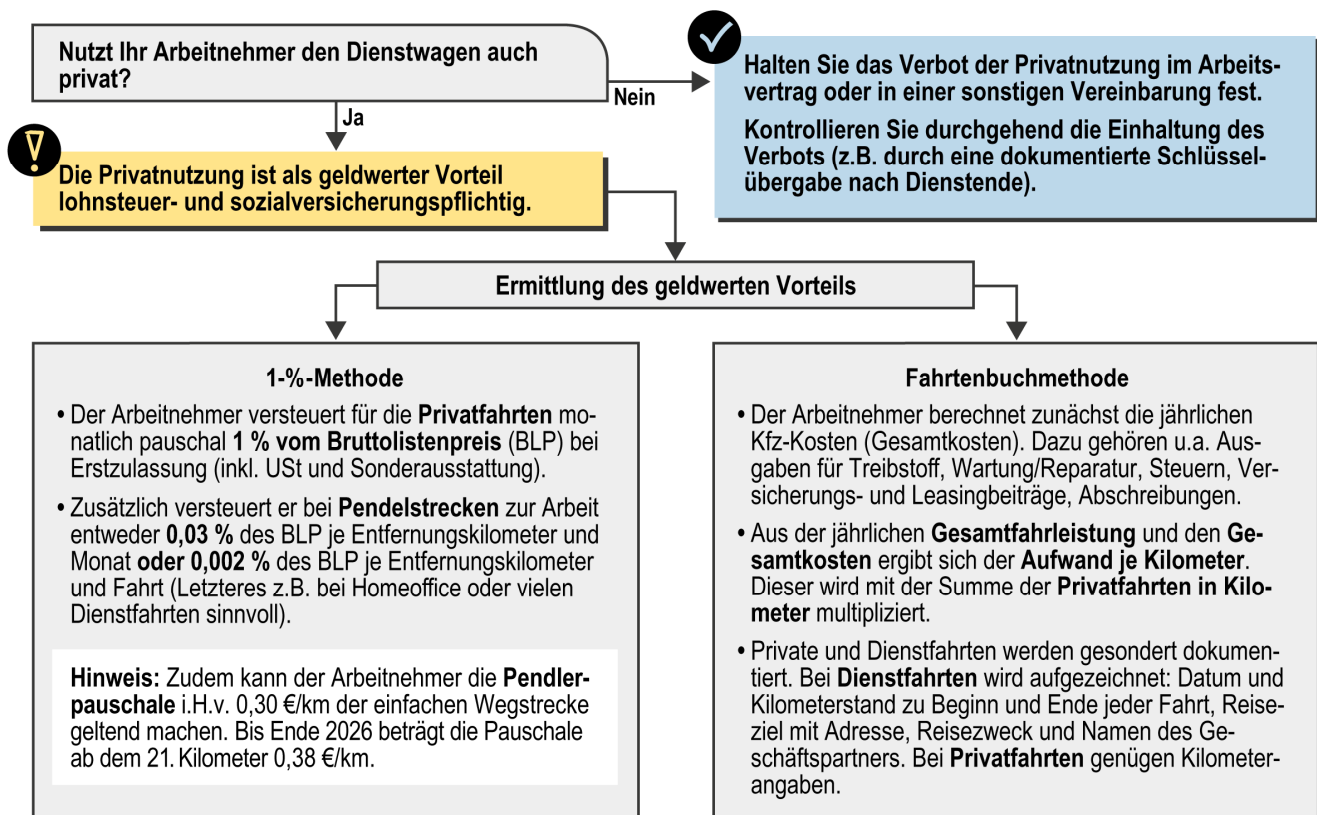 Nutzt Ihr Arbeitnehmer den Dienstwagen auch
privat?
Nein
Ja
Halten Sie das Verbot der Privatnutzung im Arbeits-
vertrag oder in einer sonstigen Vereinbarung fest.
Kontrollieren Sie durchgehend die Einhaltung des
Verbots (z.B. durch eine dokumentierte Schlüssel-
übergabe nach Dienstende).
Die Privatnutzung ist als geldwerter Vorteil
lohnsteuer- und sozialversicherungspflichtig.
Ermittlung des geldwerten Vorteils
1-%-Methode
• Der Arbeitnehmer versteuert für die Privatfahrten mo-
natlich pauschal 1 % vom Bruttolistenpreis (BLP) bei
Erstzulassung (inkl. USt und Sonderausstattung).
• Zusätzlich versteuert er bei Pendelstrecken zur Arbeit
entweder 0,03 % des BLP je Entfernungskilometer und
Monat oder 0,002 % des BLP je Entfernungskilometer
und Fahrt (Letzteres z.B. bei Homeoffice oder vielen
Dienstfahrten sinnvoll).
Hinweis: Zudem kann der Arbeitnehmer die Pendler-
pauschale i.H.v. 0,30 €/km der einfachen Wegstrecke
geltend machen. Bis Ende 2026 beträgt die Pauschale
ab dem 21. Kilometer 0,38 €/km.
Fahrtenbuchmethode
• Der Arbeitnehmer berechnet zunächst die jährlichen
Kfz-Kosten (Gesamtkosten). Dazu gehören u.a. Aus-
gaben für Treibstoff, Wartung/Reparatur, Steuern, Ver-
sicherungs- und Leasingbeiträge, Abschreibungen.
• Aus der jährlichen Gesamtfahrleistung und den Ge-
samtkosten ergibt sich der Aufwand je Kilometer.
Dieser wird mit der Summe der Privatfahrten in Kilo-
meter multipliziert.
• Private und Dienstfahrten werden gesondert dokumen-
tiert. Bei Dienstfahrten wird aufgezeichnet: Datum und
Kilometerstand zu Beginn und Ende jeder Fahrt, Reise-
ziel mit Adresse, Reisezweck und Namen des Ge-
schäftspartners. Bei Privatfahrten genügen Kilometer-
angaben.